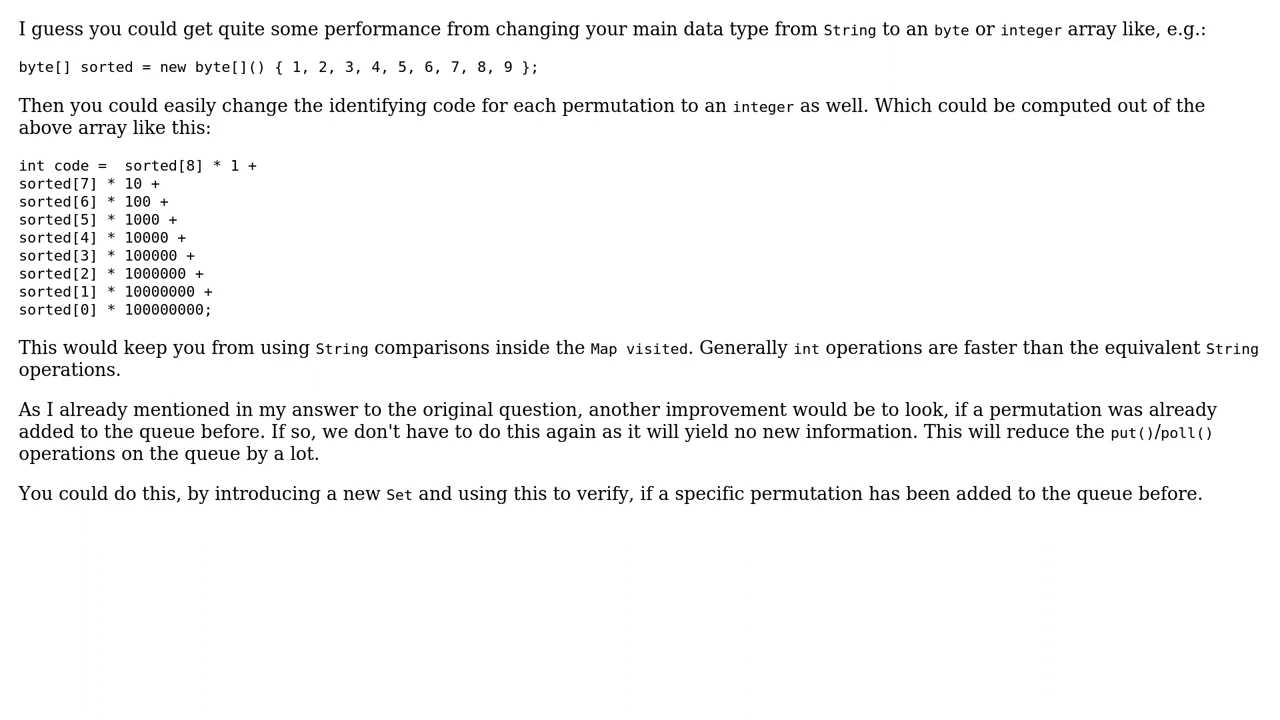 I guess you could get quite some performance from changing your main data type from String to an byte or integer array like, e.g.:
byte[] sorted = new byte[]() { 1, 2, 3, 4, 5, 6, 7, 8, 9 };
Then you could easily change the identifying code for each permutation to an integer as well. Which could be computed out of the
above array like this:
int code =  sorted[8] * 1 +
sorted[7] * 10 +
sorted[6] * 100 +
sorted[5] * 1000 +
sorted[4] * 10000 +
sorted[3] * 100000 +
sorted[2] * 1000000 +
sorted[1] * 10000000 +
sorted[0] * 100000000;
This would keep you from using String comparisons inside the Map visited. Generally int operations are faster than the equivalent String
operations.
As I already mentioned in my answer to the original question, another improvement would be to look, if a permutation was already
added to the queue before. If so, we don't have to do this again as it will yield no new information. This will reduce the put()/poll()
operations on the queue by a lot.
You could do this, by introducing a new Set and using this to verify, if a specific permutation has been added to the queue before.